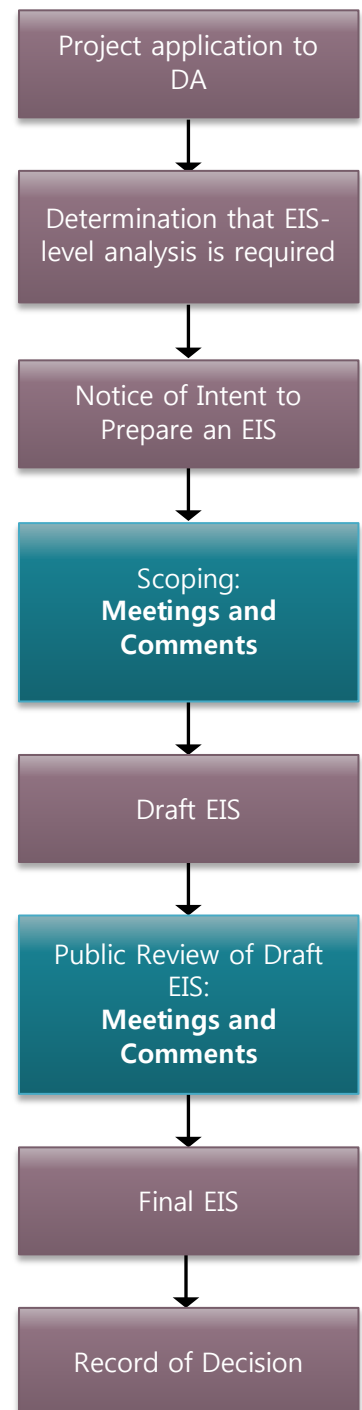 Project application to
DA
Determination that EIS-
level analysis is required
Notice of Intent to
Prepare an EIS
Scoping:
Meetings and
Comments
Draft EIS
Public Review of Draft
EIS:
Meetings and
Comments
Final EIS
Record of Decision